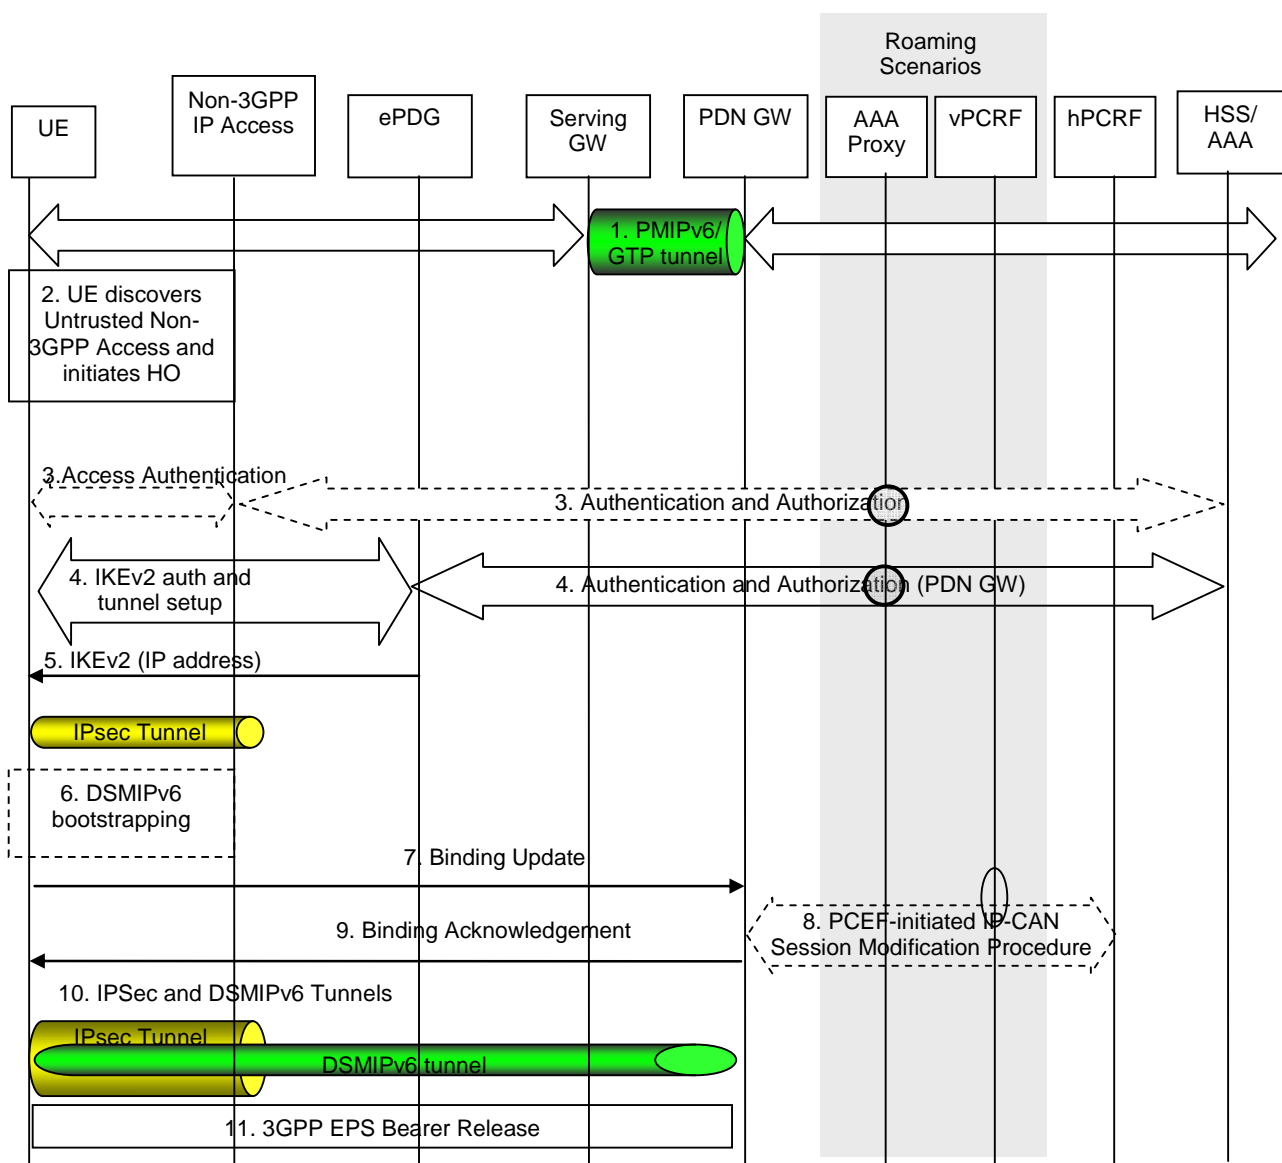 Roaming
Scenarios
UE
Non-3GPP
IP Access
ePDG
Serving
GW
PDN GW
AAA
Proxy
vPCRF
hPCRF
HSS/
AAA
1. PMIPv6/
GTP tunnel
2. UE discovers
Untrusted Non-
3GPP Access and
initiates HO
3.Access Authentication
3. Authentication and Authorization
4. IKEv2 auth and
tunnel setup
4. Authentication and Authorization (PDN GW)
5. IKEv2 (IP address)
IPsec Tunnel
6. DSMIPv6
bootstrapping
7. Binding Update
8. PCEF-initiated IP-CAN
Session Modification Procedure
9. Binding Acknowledgement
10. IPSec and DSMIPv6 Tunnels
IPsec Tunnel
DSMIPv6 tunnel
11. 3GPP EPS Bearer Release